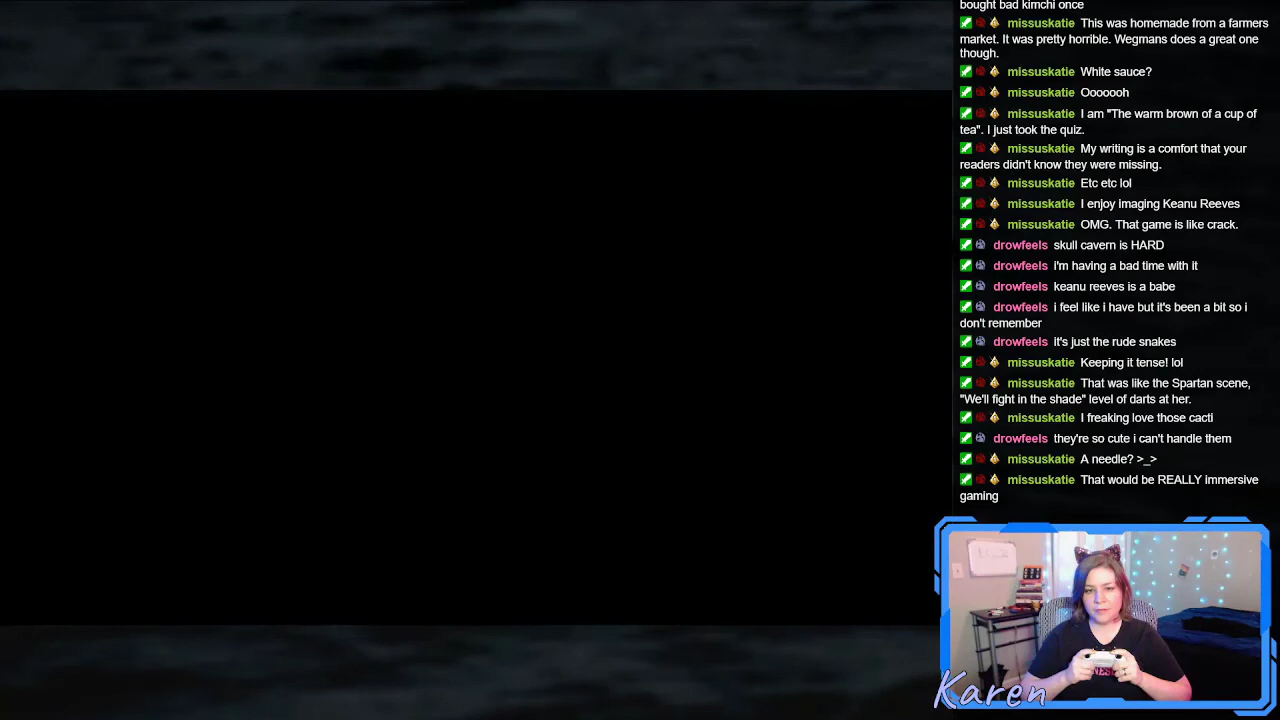 bought bad kimchi once
missuskatie This was homemade from a farmers
market. It was pretty horrible. Wegmans does a great one
though.
missuskatie White sauce?
missuskatie Ooooooh
missuskatie I am "The warm brown of a cup of
tea". I just took the quiz.
missuskatie My writing is a comfort that your
readers didn't know they were missing.
missuskatie Etc etc lol
missuskatie I enjoy imaging Keanu Reeves
missuskatie OMG. That game is like crack.
drowfeels skull cavern is HARD
drowfeels i'm having a bad time with it
drowfeels keanu reeves is a babe
drowfeels i feel like i have but it's been a bit so i
don't remember
drowfeels it's just the rude snakes
missuskatie Keeping it tense! lol
missuskatie That was like the Spartan scene,
"We'll fight in the shade" level of darts at her.
missuskatie I freaking love those cacti
drowfeels they're so cute i can't handle them
missuskatie A needle? >_>
missuskatie That would be REALLY immersive
gaming
Karen